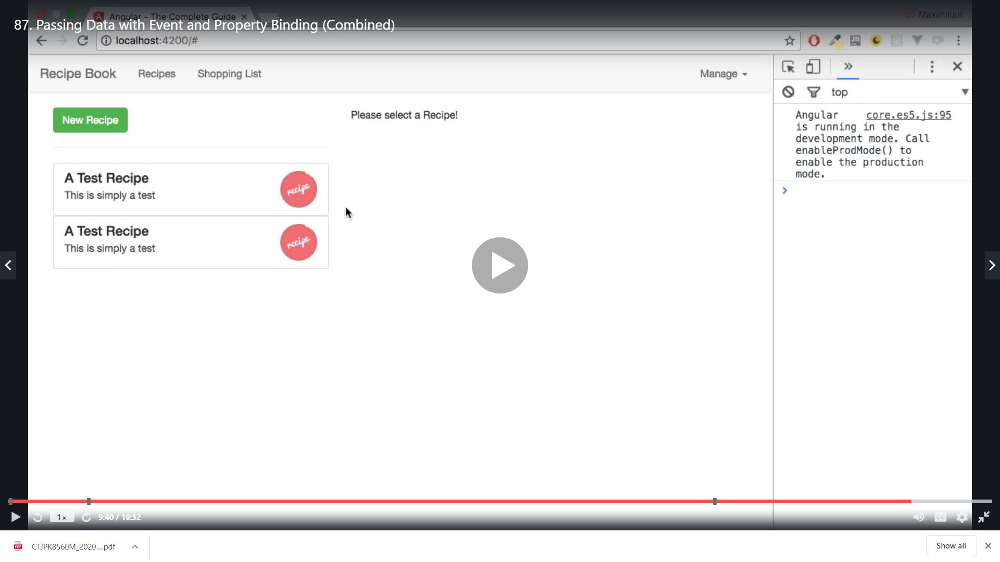 Angular - The Complete Guide
Maximilian
87. Passing Data with Event and Property Binding (Combined)
localhost:4200/#
JB
Recipe Book
Recipes
Shopping List
Manage
top
New Recipe
Please select a Recipe!
Angular core.es5.js:95
is running in the
development mode. Call
enableProdMode() to
enable the production
mode.
A Test Recipe
This is simply a test
recipe
A Test Recipe
This is simply a test
recipe
1x
9:40 / 10:32
CC
PDF
CTJPK8560M_2020....pdf
Show all